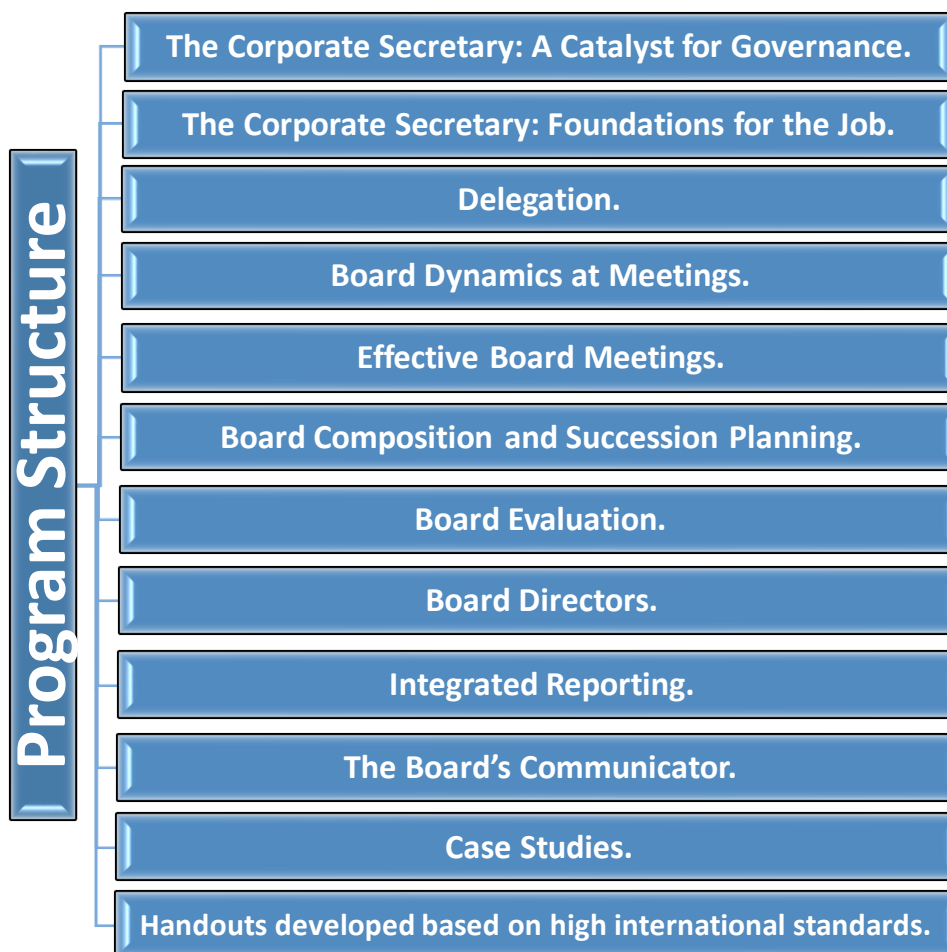 Program Structure
The Corporate Secretary: A Catalyst for Governance.
The Corporate Secretary: Foundations for the Job.
Delegation.
Board Dynamics at Meetings.
Effective Board Meetings.
Board Composition and Succession Planning.
Board Evaluation.
Board Directors.
Integrated Reporting.
The Board’s Communicator.
Case Studies.
Handouts developed based on high international standards.